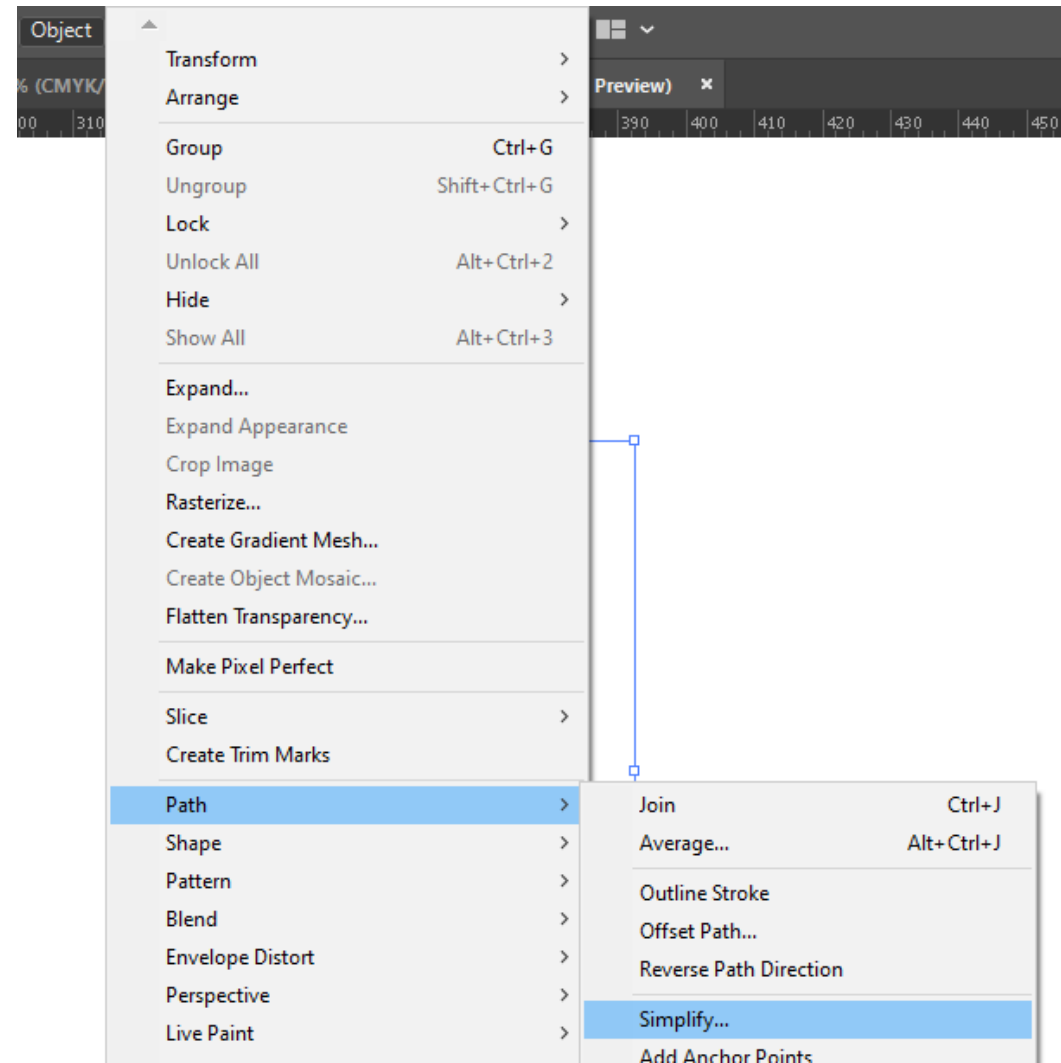 Object
% (CMYK/
Preview) ×
00 310 390 400 410 420 430 440 450
Transform
Arrange
Group Ctrl+G
Ungroup Shift+Ctrl+G
Lock
Unlock All Alt+Ctrl+2
Hide
Show All Alt+Ctrl+3
Expand...
Expand Appearance
Crop Image
Rasterize...
Create Gradient Mesh...
Create Object Mosaic...
Flatten Transparency...
Make Pixel Perfect
Slice
Create Trim Marks
Path
Shape
Pattern
Blend
Envelope Distort
Perspective
Live Paint
Join Ctrl+J
Average... Alt+Ctrl+J
Outline Stroke
Offset Path...
Reverse Path Direction
Simplify...
Add Anchor Points